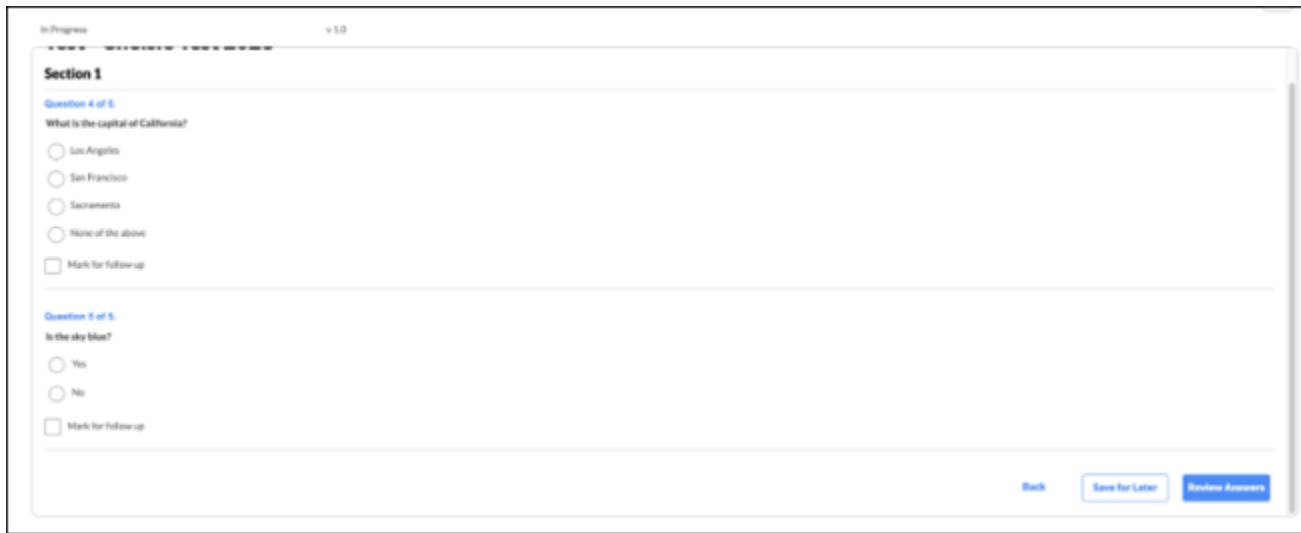 In Progress v 1.0
Section 1
Question 4 of 5.
What is the capital of California?
Los Angeles
San Francisco
Sacramento
None of the above
Mark for follow up
Question 5 of 5.
Is the sky blue?
Yes
No
Mark for follow up
Back Save for Later Review Answers